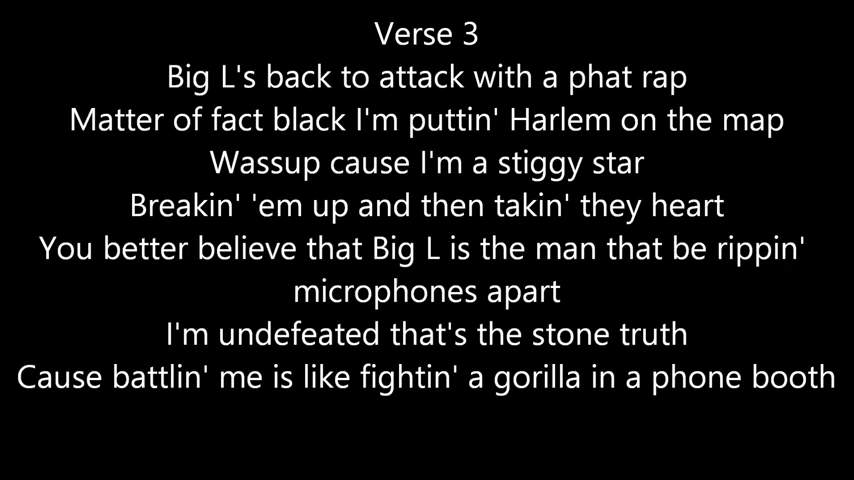 Verse 3
Big L's back to attack with a phat rap
Matter of fact black I'm puttin' Harlem on the map
Wassup cause I'm a stiggy star
Breakin' 'em up and then takin' they heart
You better believe that Big L is the man that be rippin'
microphones apart
I'm undefeated that's the stone truth
Cause battlin' me is like fightin' a gorilla in a phone booth